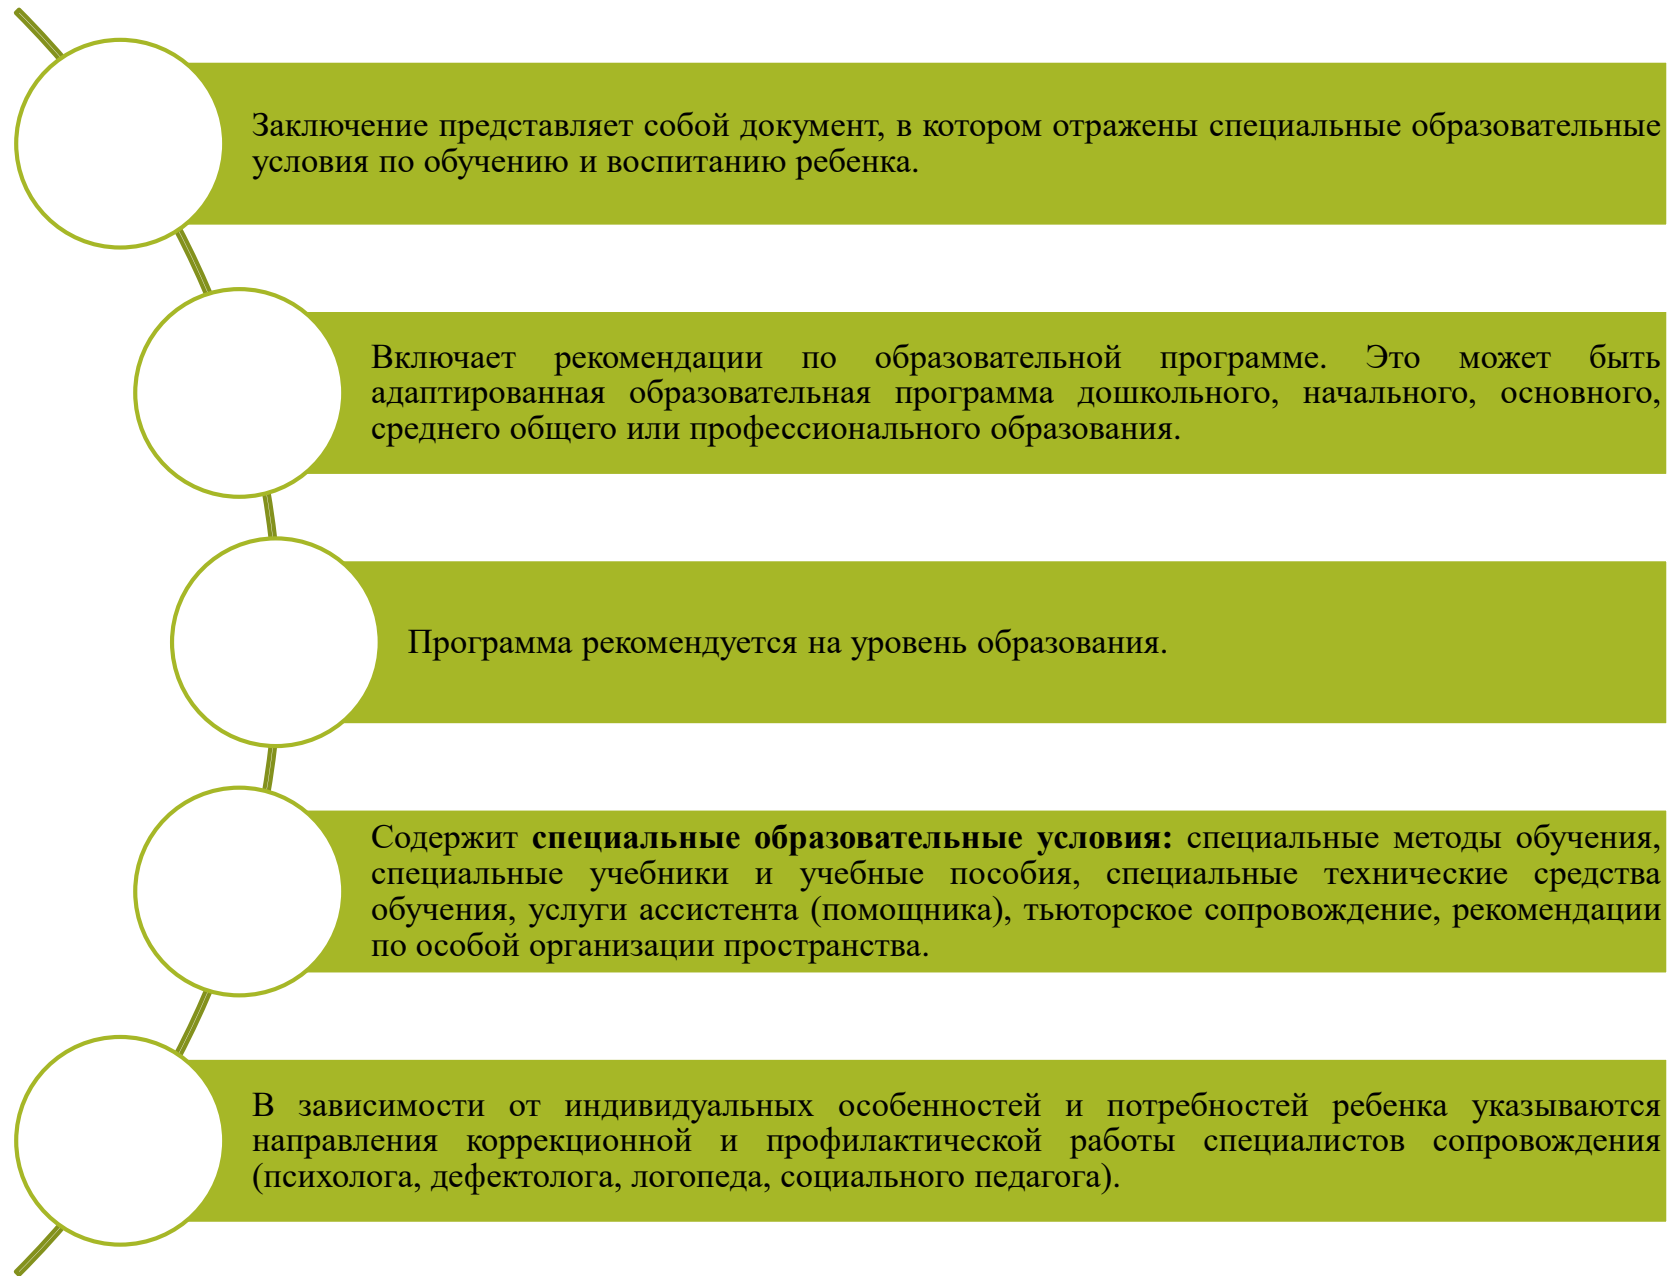 Заключение представляет собой документ, в котором отражены специальные образовательные
условия по обучению и воспитанию ребенка.
Включает рекомендации по образовательной программе. Это может быть
адаптированная образовательная программа дошкольного, начального, основного,
среднего общего или профессионального образования.
Программа рекомендуется на уровень образования.
Содержит специальные образовательные условия: специальные методы обучения,
специальные учебники и учебные пособия, специальные технические средства
обучения, услуги ассистента (помощника), тьюторское сопровождение, рекомендации
по особой организации пространства.
В зависимости от индивидуальных особенностей и потребностей ребенка указываются
направления коррекционной и профилактической работы специалистов сопровождения
(психолога, дефектолога, логопеда, социального педагога).